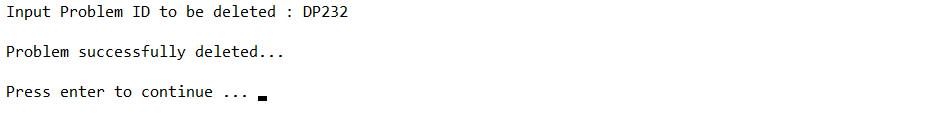 Input Problem ID to be deleted : DP232
Problem successfully deleted...
Press enter to continue ...